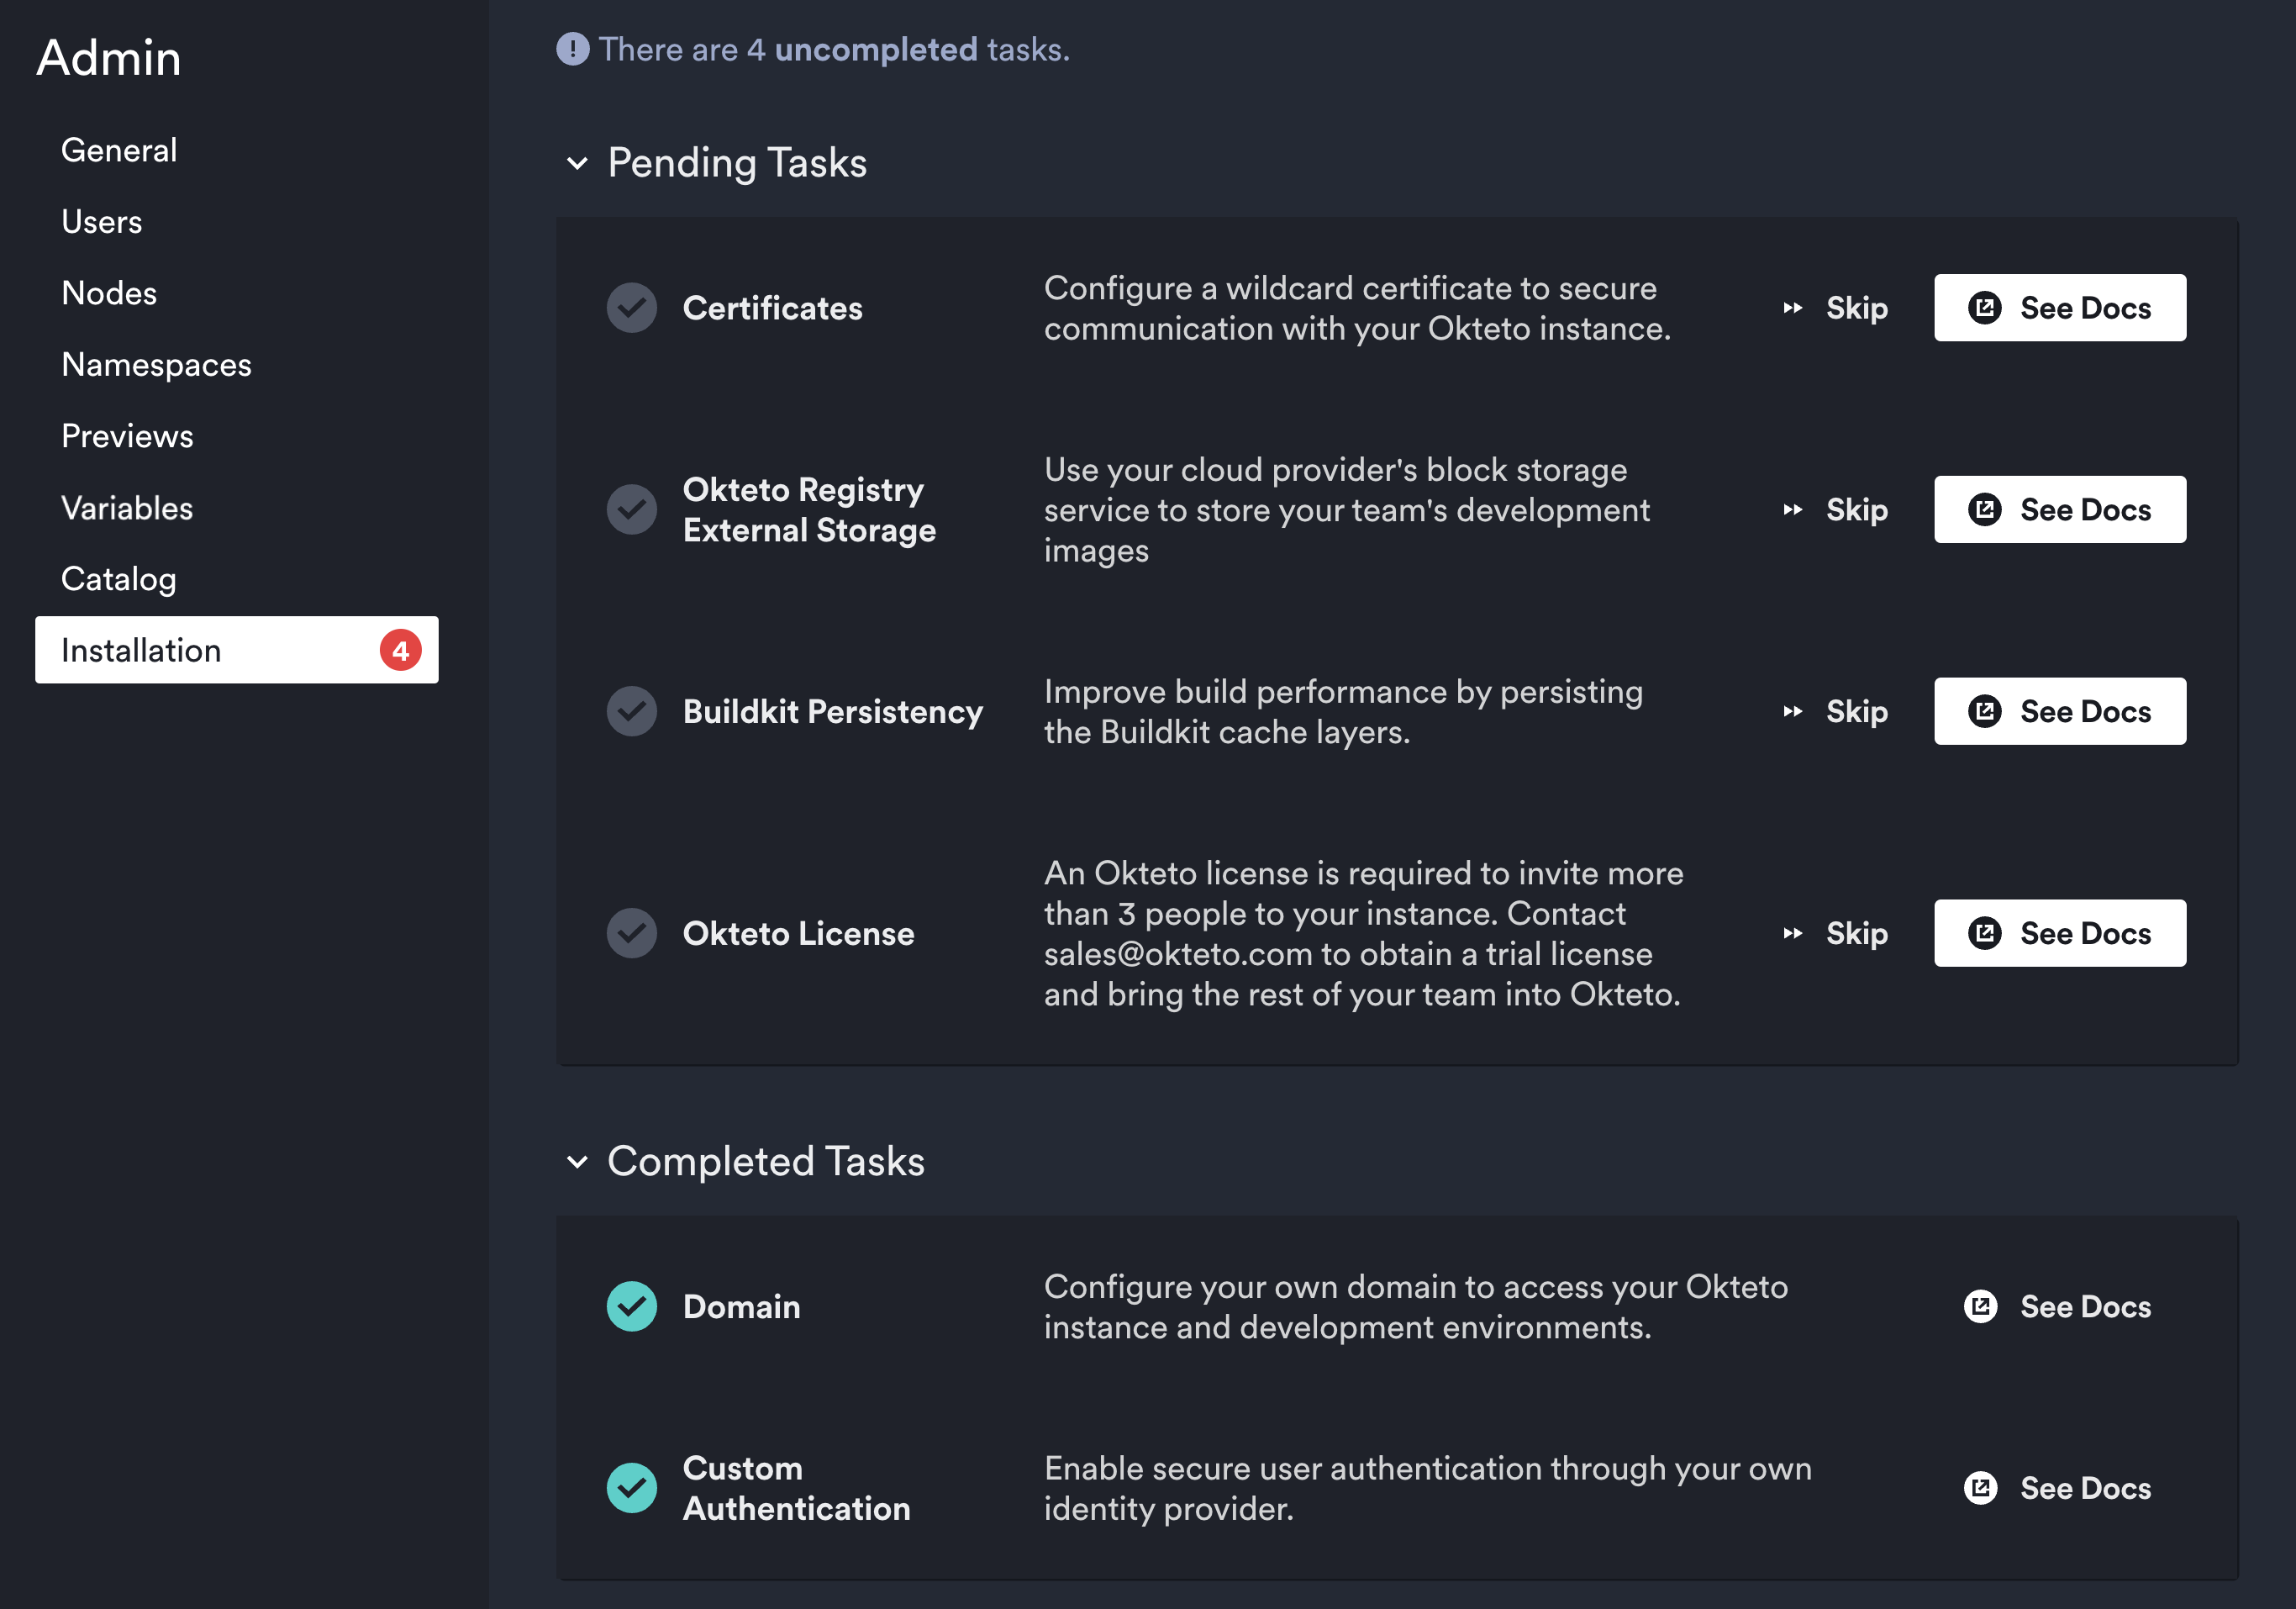 Admin
General
Users
Nodes
Namespaces
Previews
Variables
Catalog
Installation 4
There are 4 uncompleted tasks.
Pending Tasks
Certificates
Configure a wildcard certificate to secure
communication with your Okteto instance.
Skip
See Docs
Okteto Registry
External Storage
Use your cloud provider's block storage
service to store your team's development
images
Skip
See Docs
Buildkit Persistency
Improve build performance by persisting
the Buildkit cache layers.
Skip
See Docs
Okteto License
An Okteto license is required to invite more
than 3 people to your instance. Contact
sales@okteto.com to obtain a trial license
and bring the rest of your team into Okteto.
Skip
See Docs
Completed Tasks
Domain
Configure your own domain to access your Okteto
instance and development environments.
See Docs
Custom
Authentication
Enable secure user authentication through your own
identity provider.
See Docs